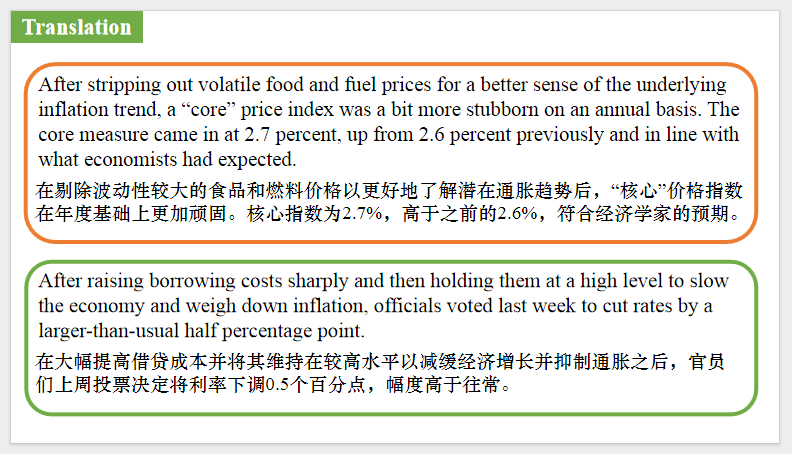 Translation
After stripping out volatile food and fuel prices for a better sense of the underlying
inflation trend, a “core” price index was a bit more stubborn on an annual basis. The
core measure came in at 2.7 percent, up from 2.6 percent previously and in line with
what economists had expected.
在剔除波动性较大的食品和燃料价格以更好地了解潜在通胀趋势后，“核心”价格指数
在年度基础上更加顽固。核心指数为2.7%，高于之前的2.6%，符合经济学家的预期。
After raising borrowing costs sharply and then holding them at a high level to slow
the economy and weigh down inflation, officials voted last week to cut rates by a
larger-than-usual half percentage point.
在大幅提高借贷成本并将其维持在较高水平以减缓经济增长并抑制通胀之后，官员
们上周投票决定将利率下调0.5个百分点，幅度高于往常。